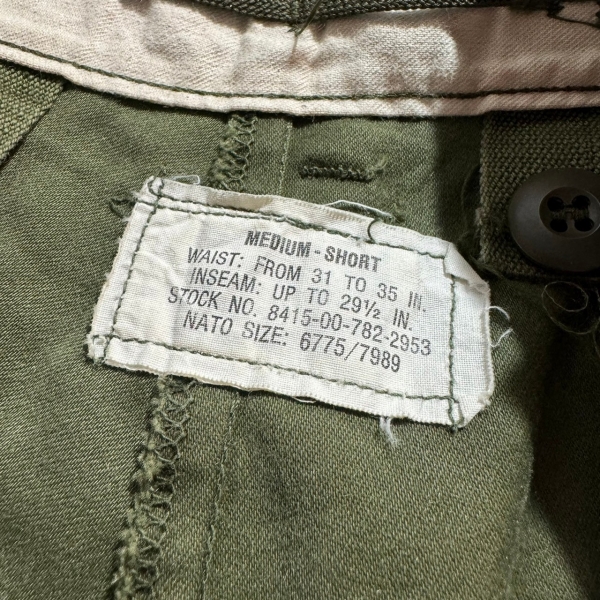 MEDIUM - SHORT
WAIST: FROM 31 TO 35 IN.
INSEAM: UP TO 29½ IN.
STOCK NO. 8415-00-782-2953
NATO SIZE: 6775/7989